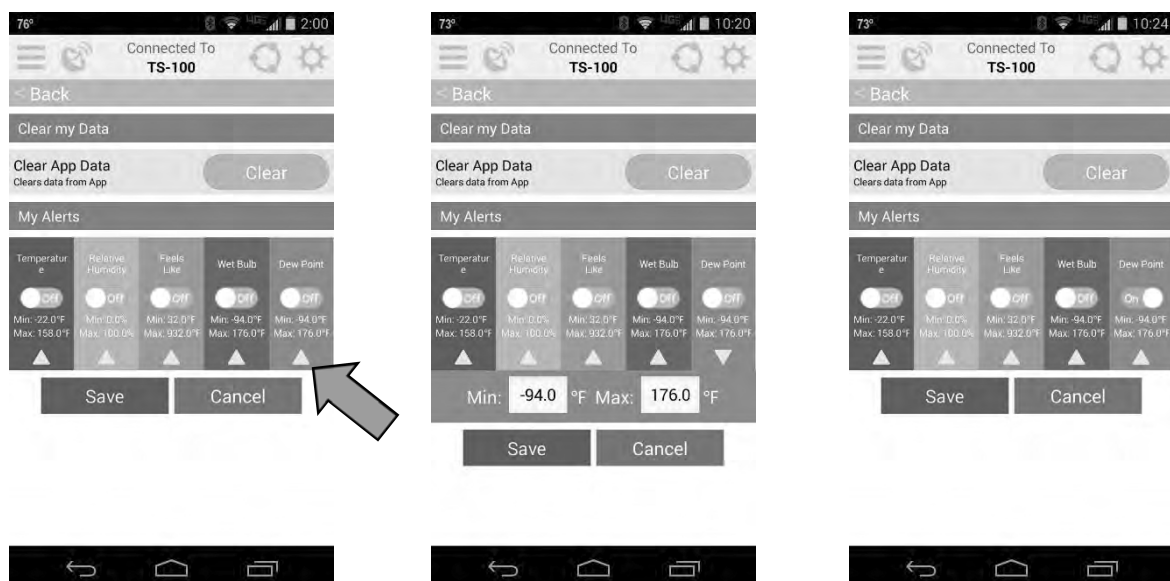 76°
4G 2:00
Connected To
TS-100
< Back
Clear my Data
Clear App Data
Clears data from App
Clear
My Alerts
Temperatur
e
Relative
Humidity
Feels
Like
Wet Bulb
Dew Point
Off Off Off Off Off
Min: -22.0°F Min: 0.0% Min: 32.0°F Min: -94.0°F Min: -94.0°F
Max: 158.0°F Max: 100.0% Max: 932.0°F Max: 176.0°F Max: 176.0°F
Save Cancel
73°
4G 10:20
Connected To
TS-100
< Back
Clear my Data
Clear App Data
Clears data from App
Clear
My Alerts
Temperatur
e
Relative
Humidity
Feels
Like
Wet Bulb
Dew Point
Off Off Off Off Off
Min: -22.0°F Min: 0.0% Min: 32.0°F Min: -94.0°F Min: -94.0°F
Max: 158.0°F Max: 100.0% Max: 932.0°F Max: 176.0°F Max: 176.0°F
Min: -94.0 °F Max: 176.0 °F
Save Cancel
73°
4G 10:24
Connected To
TS-100
< Back
Clear my Data
Clear App Data
Clears data from App
Clear
My Alerts
Temperatur
e
Relative
Humidity
Feels
Like
Wet Bulb
Dew Point
Off Off Off Off On
Min: -22.0°F Min: 0.0% Min: 32.0°F Min: -94.0°F Min: -94.0°F
Max: 158.0°F Max: 100.0% Max: 932.0°F Max: 176.0°F Max: 176.0°F
Save Cancel